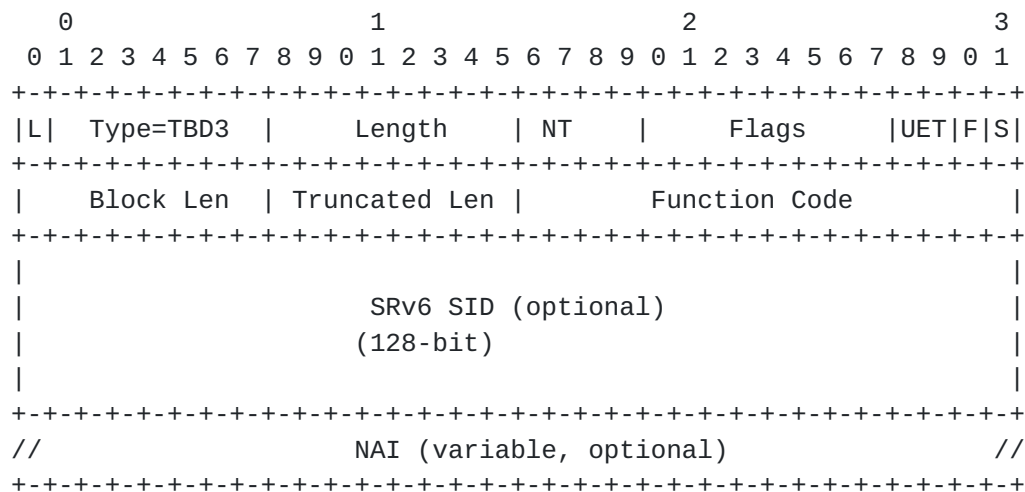 0                   1                   2                   3
 0 1 2 3 4 5 6 7 8 9 0 1 2 3 4 5 6 7 8 9 0 1 2 3 4 5 6 7 8 9 0 1
+-+-+-+-+-+-+-+-+-+-+-+-+-+-+-+-+-+-+-+-+-+-+-+-+-+-+-+-+-+-+-+-+
|L|  Type=TBD3  |     Length    | NT    |     Flags     |UET|F|S|
+-+-+-+-+-+-+-+-+-+-+-+-+-+-+-+-+-+-+-+-+-+-+-+-+-+-+-+-+-+-+-+-+
|    Block Len  | Truncated Len |        Function Code          |
+-+-+-+-+-+-+-+-+-+-+-+-+-+-+-+-+-+-+-+-+-+-+-+-+-+-+-+-+-+-+-+-+
|                                                               |
|                      SRv6 SID (optional)                      |
|                     (128-bit)                                 |
|                                                               |
+-+-+-+-+-+-+-+-+-+-+-+-+-+-+-+-+-+-+-+-+-+-+-+-+-+-+-+-+-+-+-+-+
//                    NAI (variable, optional)                 //
+-+-+-+-+-+-+-+-+-+-+-+-+-+-+-+-+-+-+-+-+-+-+-+-+-+-+-+-+-+-+-+-+